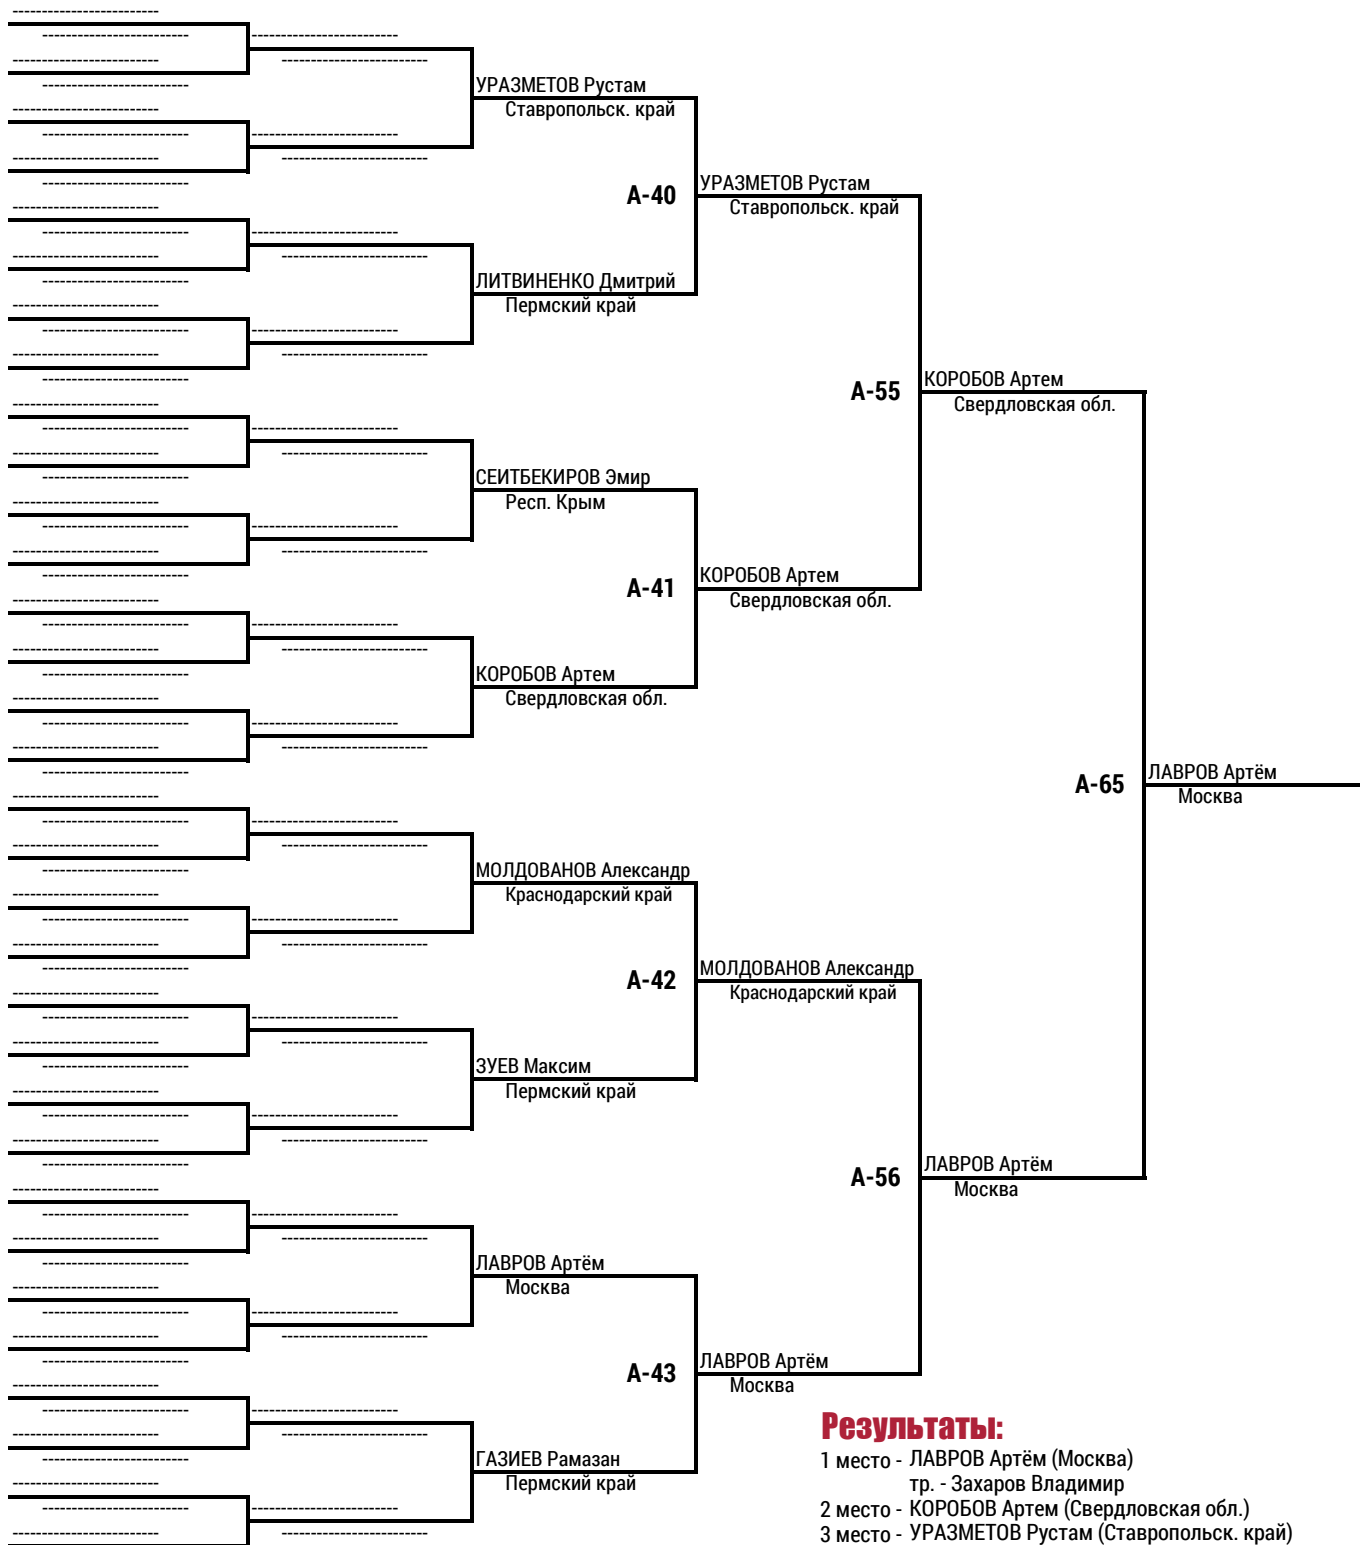 УРАЗМЕТОВ Рустам
Ставропольск. край
А-40
УРАЗМЕТОВ Рустам
Ставропольск. край
ЛИТВИНЕНКО Дмитрий
Пермский край
А-55
КОРОБОВ Артем
Свердловская обл.
СЕИТБЕКИРОВ Эмир
Респ. Крым
А-41
КОРОБОВ Артем
Свердловская обл.
КОРОБОВ Артем
Свердловская обл.
А-65
ЛАВРОВ Артём
Москва
МОЛДОВАНОВ Александр
Краснодарский край
А-42
МОЛДОВАНОВ Александр
Краснодарский край
ЗУЕВ Максим
Пермский край
А-56
ЛАВРОВ Артём
Москва
ЛАВРОВ Артём
Москва
А-43
ЛАВРОВ Артём
Москва
ГАЗИЕВ Рамазан
Пермский край
Результаты:
1 место - ЛАВРОВ Артём (Москва)
тр. - Захаров Владимир
2 место - КОРОБОВ Артем (Свердловская обл.)
3 место - УРАЗМЕТОВ Рустам (Ставропольск. край)